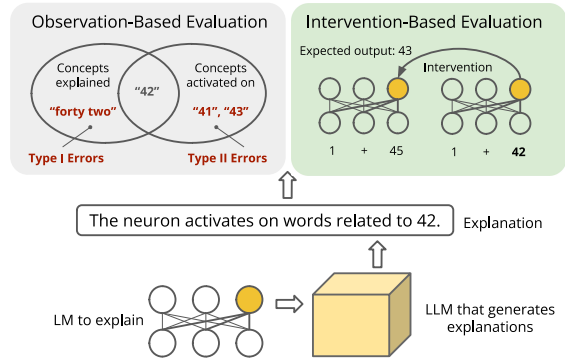 Observation-Based Evaluation
Concepts
explained
"forty two"
"42"
Concepts
activated on
"41", "43"
Type I Errors
Type II Errors
Intervention-Based Evaluation
Expected output: 43
Intervention
1 + 45
1 + 42
The neuron activates on words related to 42.
Explanation
LM to explain
LLM that generates
explanations